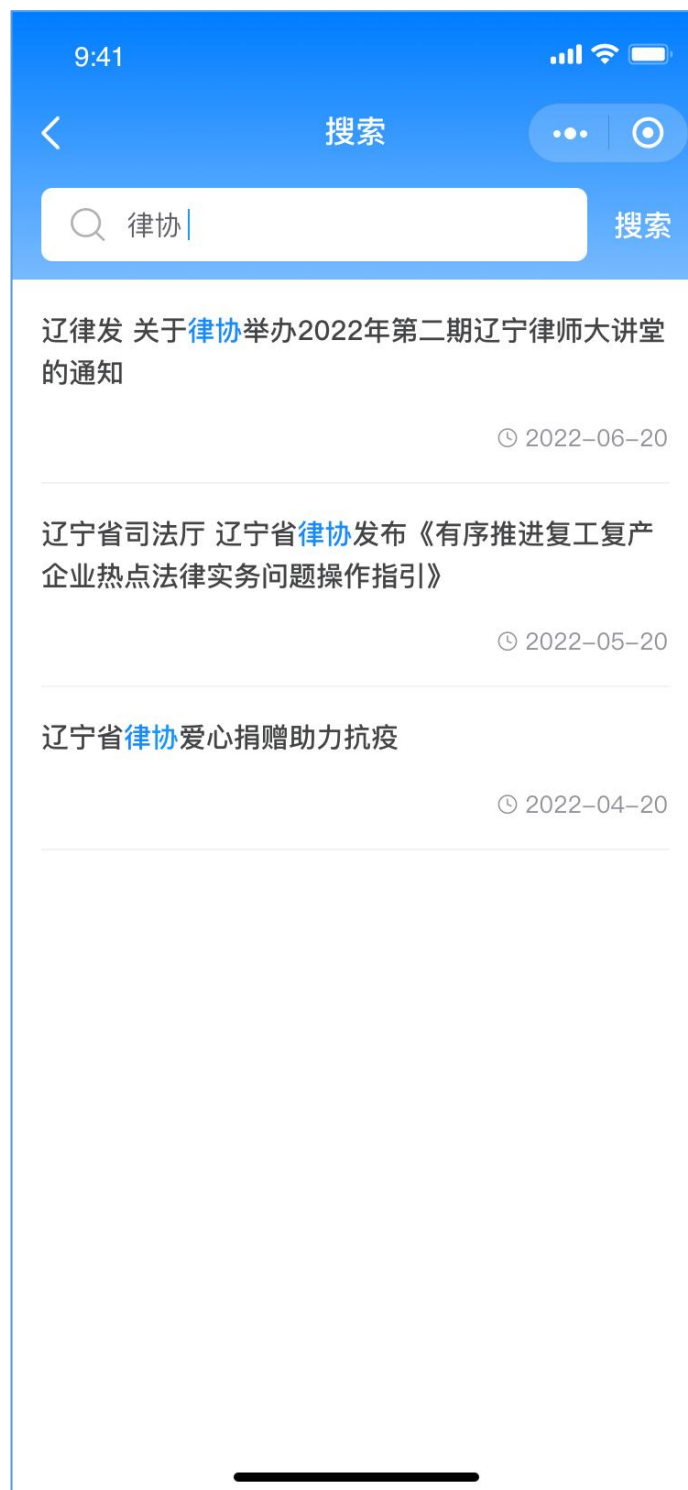 9:41
搜索
律协
搜索
辽律发 关于律协举办2022年第二期辽宁律师大讲堂
的通知
2022-06-20
辽宁省司法厅 辽宁省律协发布《有序推进复工复产
企业热点法律实务问题操作指引》
2022-05-20
辽宁省律协爱心捐赠助力抗疫
2022-04-20